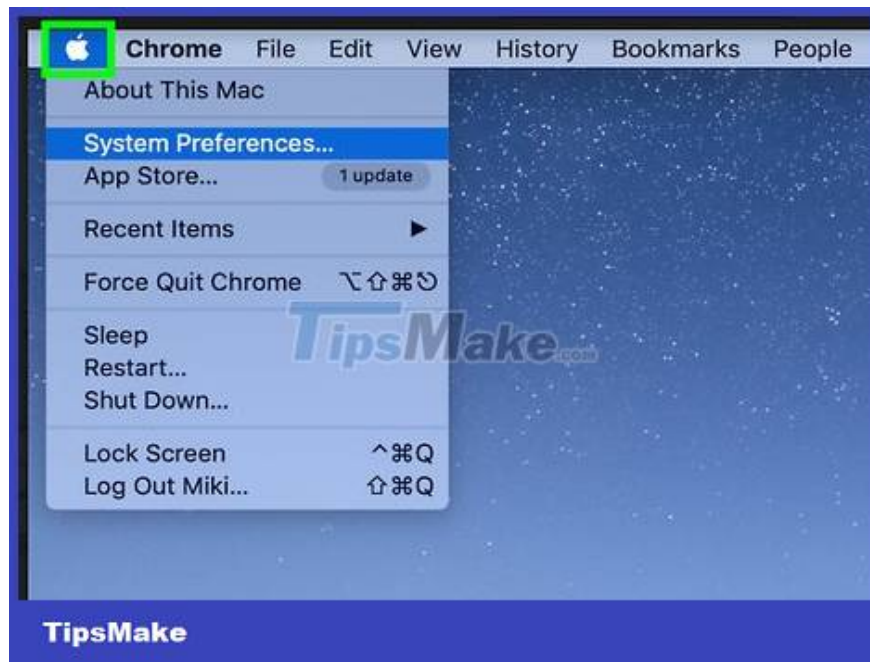 Chrome File Edit View History Bookmarks People
About This Mac
System Preferences...
App Store... 1 update
Recent Items ▶
Force Quit Chrome ⌥⇧⌘⎋
Sleep
Restart...
Shut Down...
Lock Screen ^⌘Q
Log Out Miki... ⇧⌘Q
TipsMake.com
TipsMake